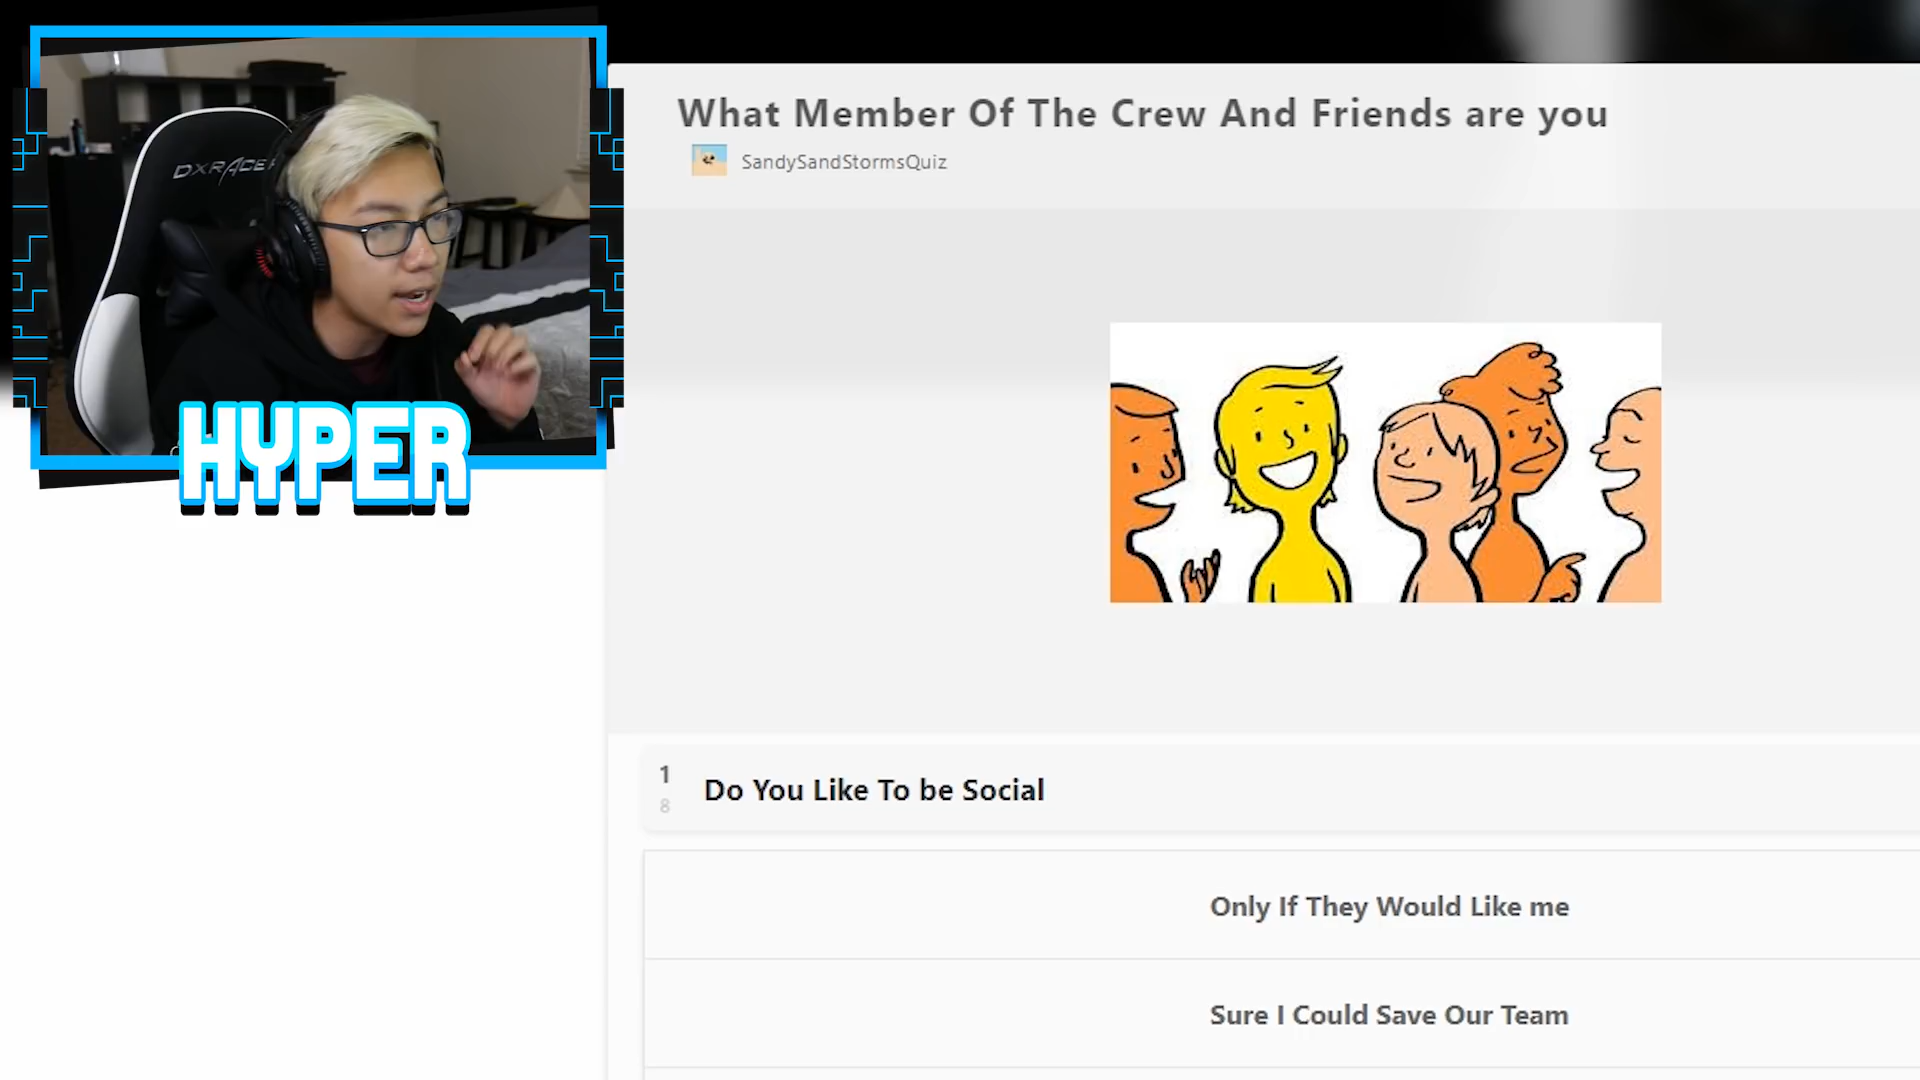 What Member Of The Crew And Friends are you
SandySandStormsQuiz
DXRACER
HYPER
1
8
Do You Like To be Social
Only If They Would Like me
Sure I Could Save Our Team